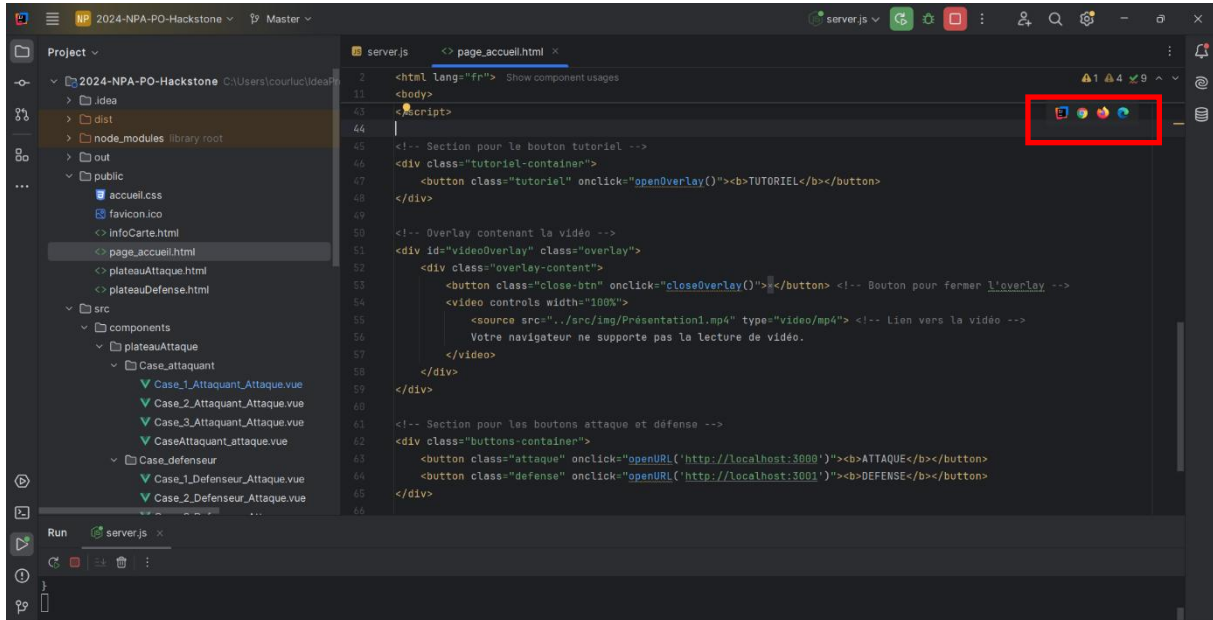 NP 2024-NPA-PO-Hackstone Master server.js
Project
server.js page_accueil.html
2024-NPA-PO-Hackstone C:\Users\courluc\IdeaPr
.idea
dist
node_modules library root
out
public
accueil.css
favicon.ico
infoCarte.html
page_accueil.html
plateauAttaque.html
plateauDefense.html
src
components
plateauAttaque
Case_attaquant
Case_1_Attaquant_Attaque.vue
Case_2_Attaquant_Attaque.vue
Case_3_Attaquant_Attaque.vue
CaseAttaquant_attaque.vue
Case_defenseur
Case_1_Defenseur_Attaque.vue
Case_2_Defenseur_Attaque.vue
2 <html lang="fr"> Show component usages
1 4 9
11 <body>
43 </script>
44
45 <!-- Section pour le bouton tutoriel -->
46 <div class="tutoriel-container">
47 <button class="tutoriel" onclick="openOverlay()"><b>TUTORIEL</b></button>
48 </div>
49
50 <!-- Overlay contenant la vidéo -->
51 <div id="videoOverlay" class="overlay">
52 <div class="overlay-content">
53 <button class="close-btn" onclick="closeOverlay()">×</button> <!-- Bouton pour fermer l'overlay -->
54 <video controls width="100%">
55 <source src="../src/img/Présentation1.mp4" type="video/mp4"> <!-- Lien vers la vidéo -->
56 Votre navigateur ne supporte pas la lecture de vidéo.
57 </video>
58 </div>
59 </div>
60
61 <!-- Section pour les boutons attaque et défense -->
62 <div class="buttons-container">
63 <button class="attaque" onclick="openURL('http://localhost:3000')"><b>ATTAQUE</b></button>
64 <button class="defense" onclick="openURL('http://localhost:3001')"><b>DEFENSE</b></button>
65 </div>
66
Run server.js
}